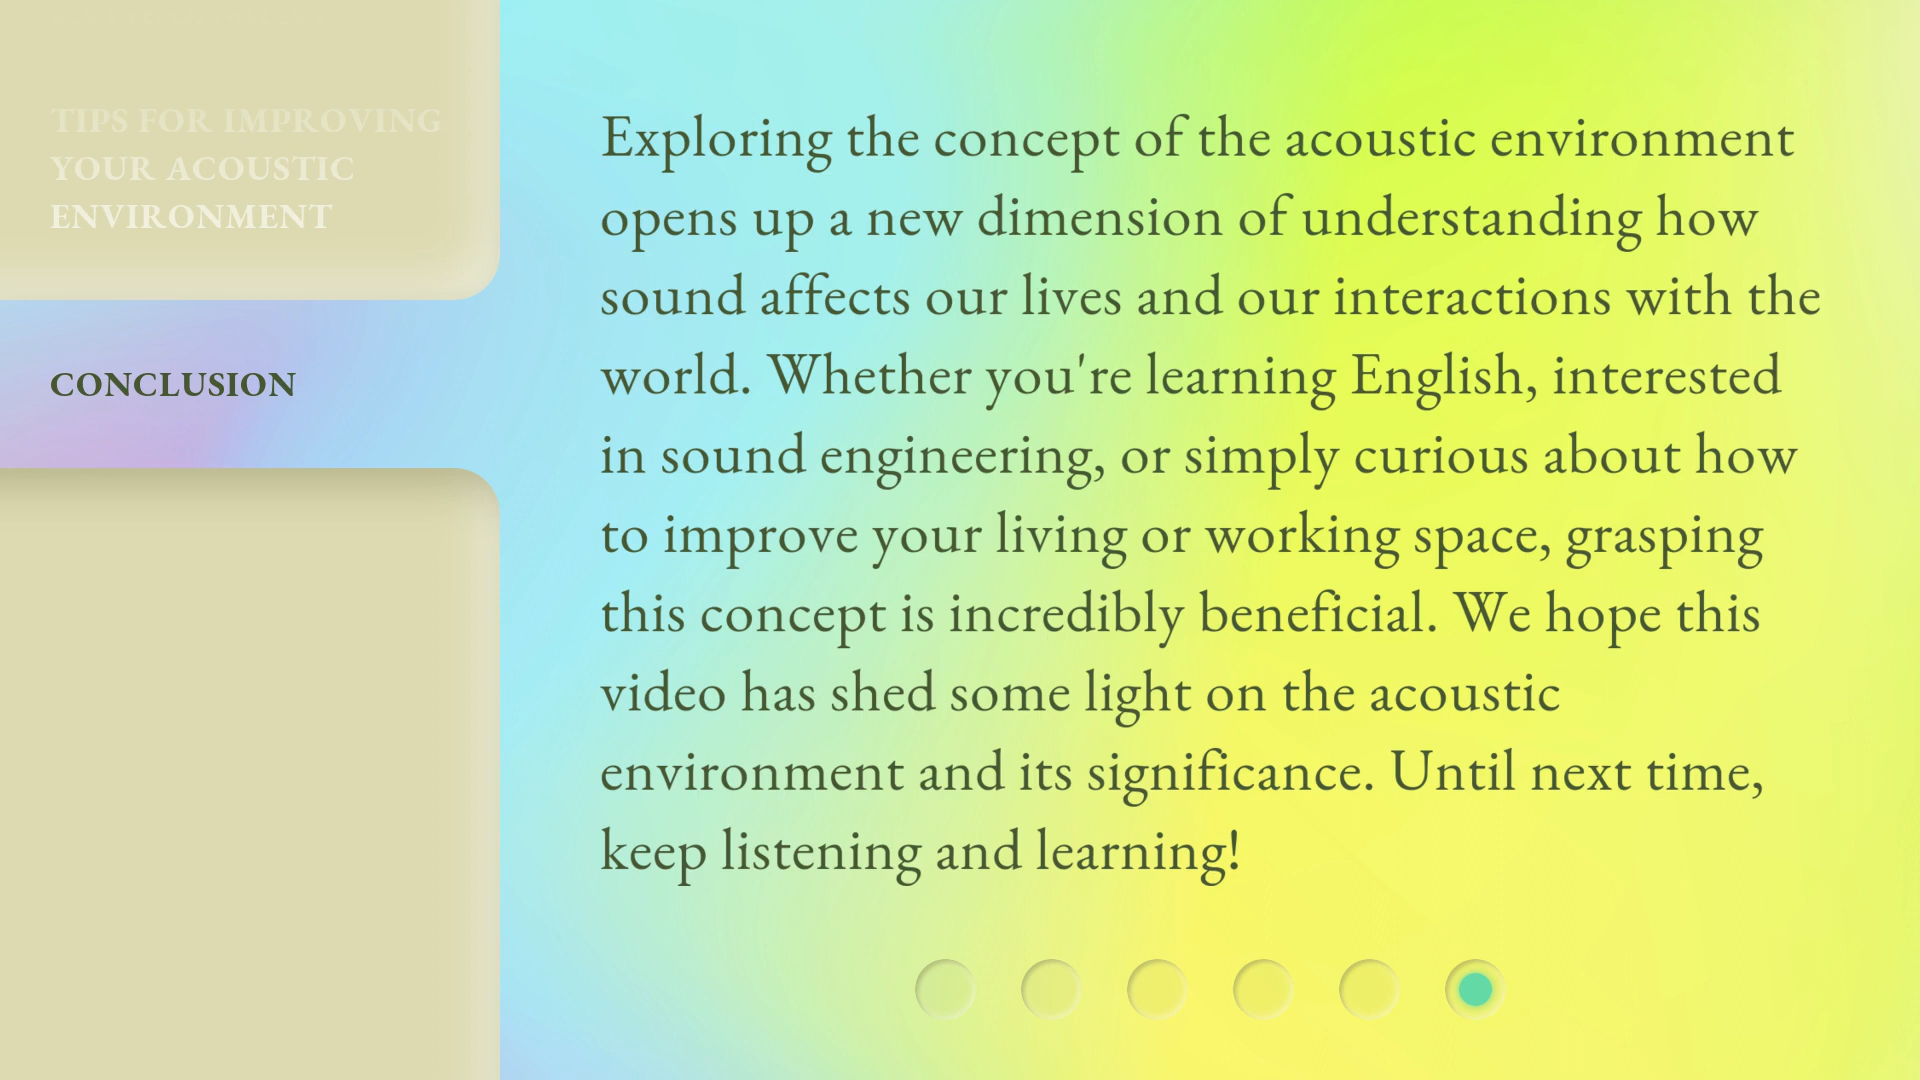 TIPS FOR IMPROVING
YOUR ACOUSTIC
ENVIRONMENT
CONCLUSION
Exploring the concept of the acoustic environment
opens up a new dimension of understanding how
sound affects our lives and our interactions with the
world. Whether you're learning English, interested
in sound engineering, or simply curious about how
to improve your living or working space, grasping
this concept is incredibly beneficial. We hope this
video has shed some light on the acoustic
environment and its significance. Until next time,
keep listening and learning!